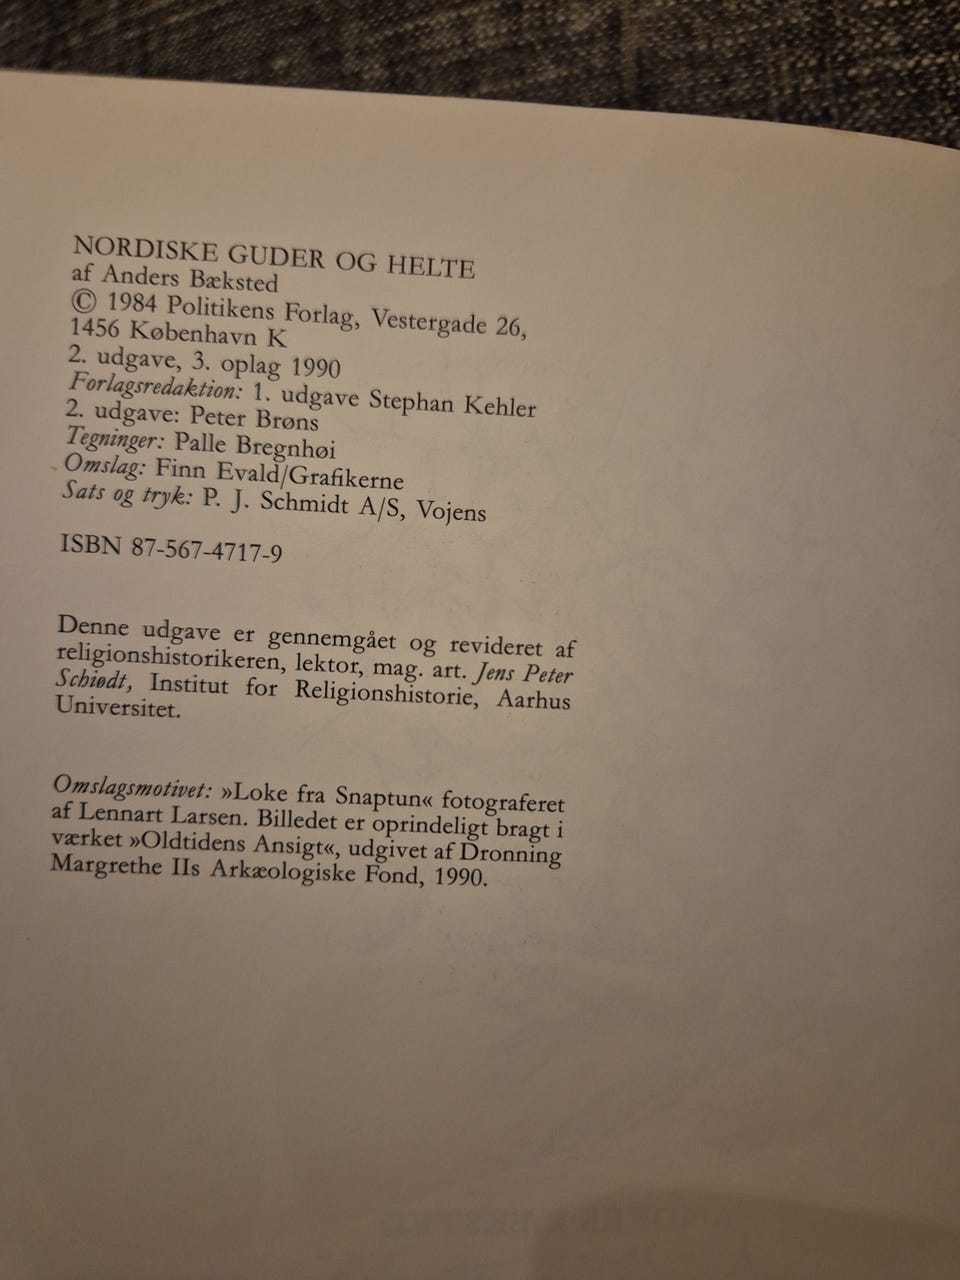 NORDISKE GUDER OG HELTE
af Anders Bæksted
© 1984 Politikens Forlag, Vestergade 26,
1456 København K
2. udgave, 3. oplag 1990
Forlagsredaktion: 1. udgave Stephan Kehler
2. udgave: Peter Brøns
Tegninger: Palle Bregnhøi
Omslag: Finn Evald/Grafikerne
Sats og tryk: P. J. Schmidt A/S, Vojens
ISBN 87-567-4717-9
Denne udgave er gennemgået og revideret af
religionshistorikeren, lektor, mag. art. Jens Peter
Schiødt, Institut for Religionshistorie, Aarhus
Universitet.
Omslagsmotivet: »Loke fra Snaptun« fotograferet
af Lennart Larsen. Billedet er oprindeligt bragt i
værket »Oldtidens Ansigt«, udgivet af Dronning
Margrethe IIs Arkæologiske Fond, 1990.